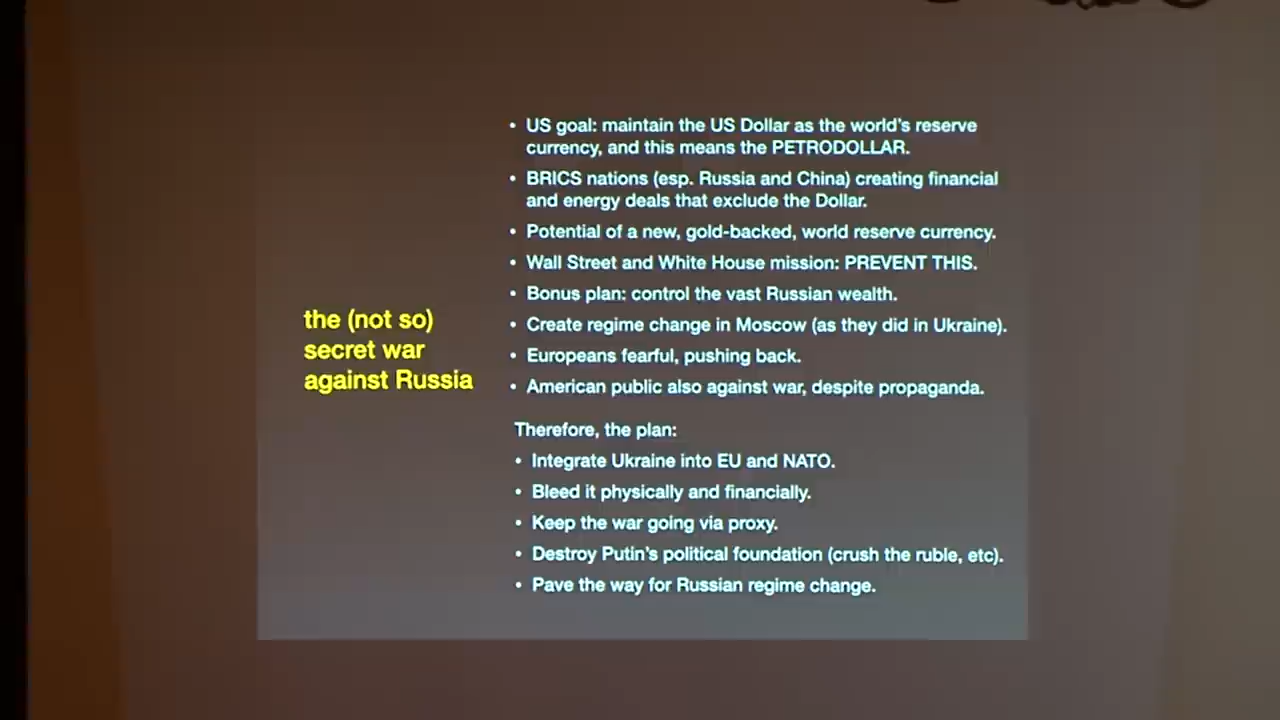 the (not so)
secret war
against Russia
• US goal: maintain the US Dollar as the world's reserve
currency, and this means the PETRODOLLAR.
• BRICS nations (esp. Russia and China) creating financial
and energy deals that exclude the Dollar.
• Potential of a new, gold-backed, world reserve currency.
• Wall Street and White House mission: PREVENT THIS.
• Bonus plan: control the vast Russian wealth.
• Create regime change in Moscow (as they did in Ukraine).
• Europeans fearful, pushing back.
• American public also against war, despite propaganda.
Therefore, the plan:
• Integrate Ukraine into EU and NATO.
• Bleed it physically and financially.
• Keep the war going via proxy.
• Destroy Putin's political foundation (crush the ruble, etc).
• Pave the way for Russian regime change.